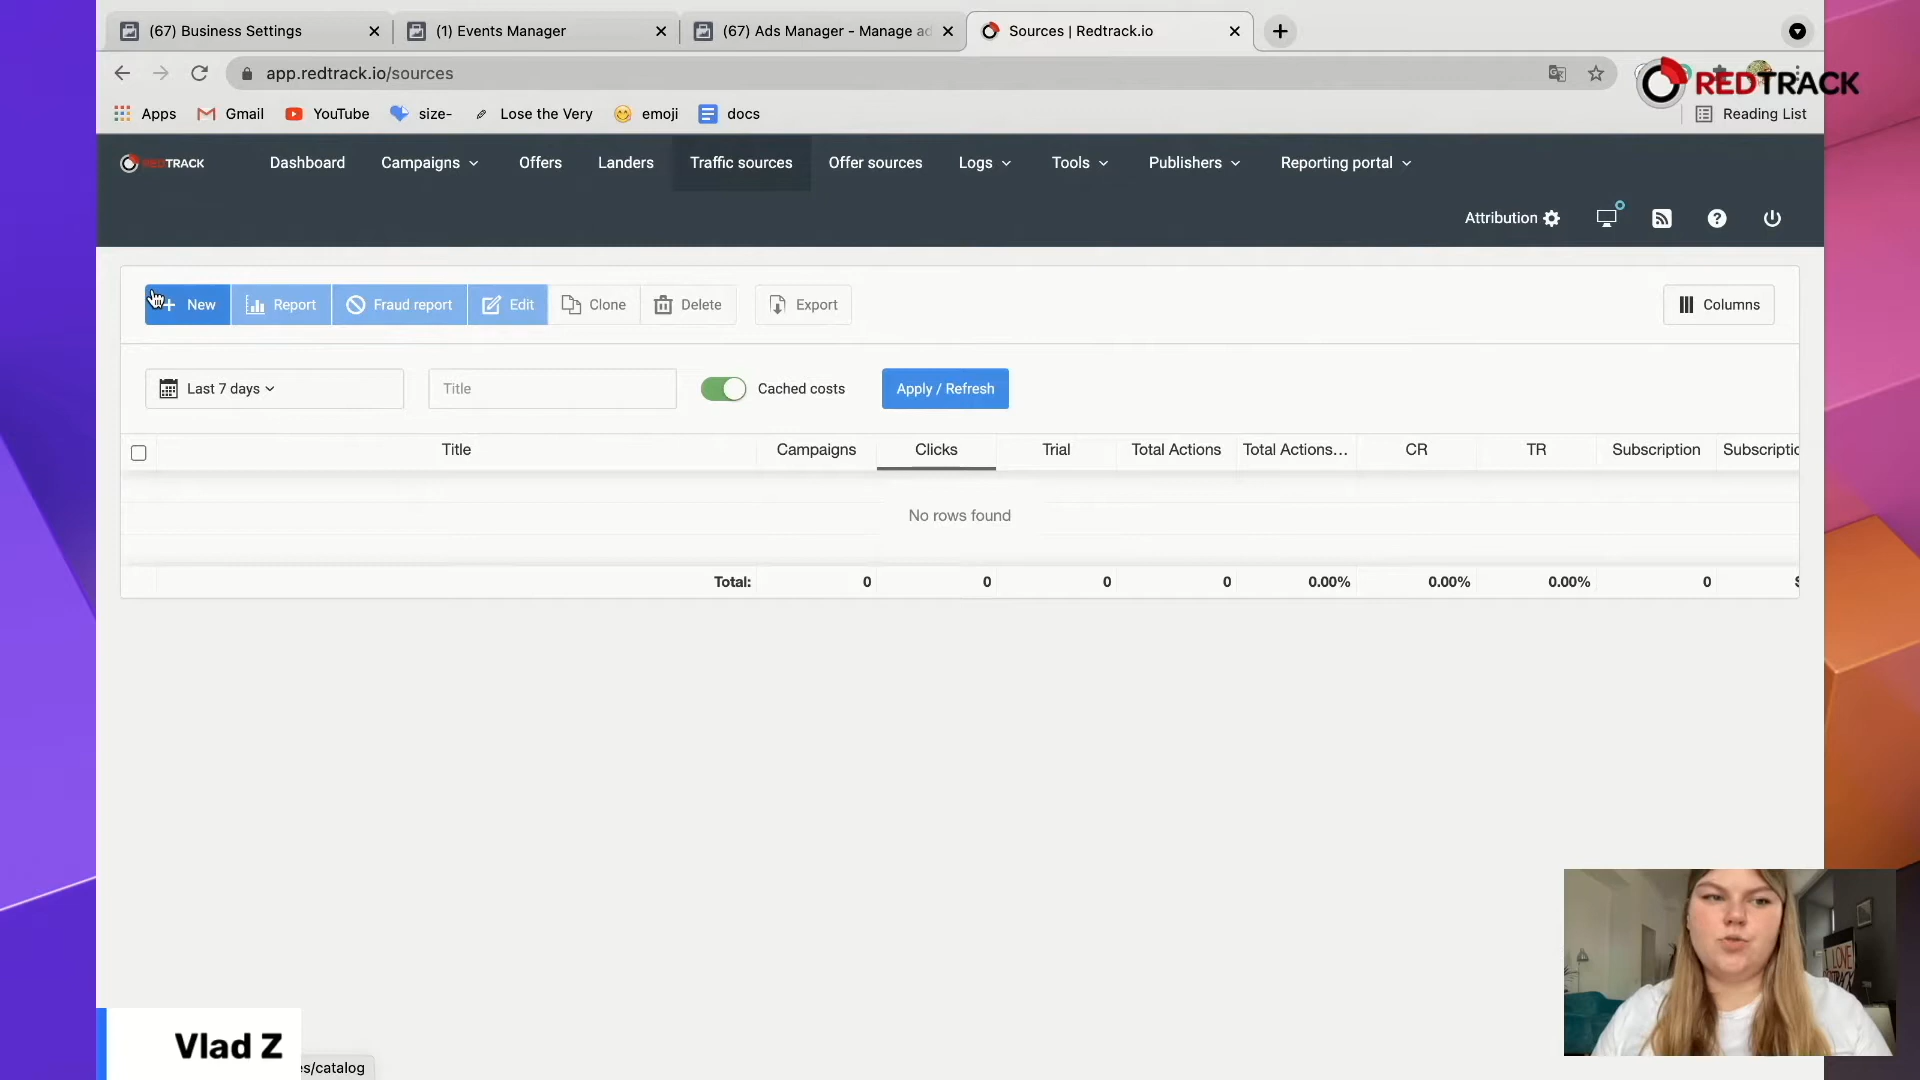 (67) Business Settings
(1) Events Manager
(67) Ads Manager - Manage ad
Sources | Redtrack.io
app.redtrack.io/sources
REDTRACK
Apps
Gmail
YouTube
size-
Lose the Very
emoji
docs
Reading List
REDTRACK
Dashboard
Campaigns
Offers
Landers
Traffic sources
Offer sources
Logs
Tools
Publishers
Reporting portal
Attribution
New
Report
Fraud report
Edit
Clone
Delete
Export
Columns
Last 7 days
Title
Cached costs
Apply / Refresh
Title
Campaigns
Clicks
Trial
Total Actions
Total Actions...
CR
TR
Subscription
Subscriptio
No rows found
Total:
0
0
0
0
0.00%
0.00%
0.00%
0
I LOVE
Vlad Z
es/catalog